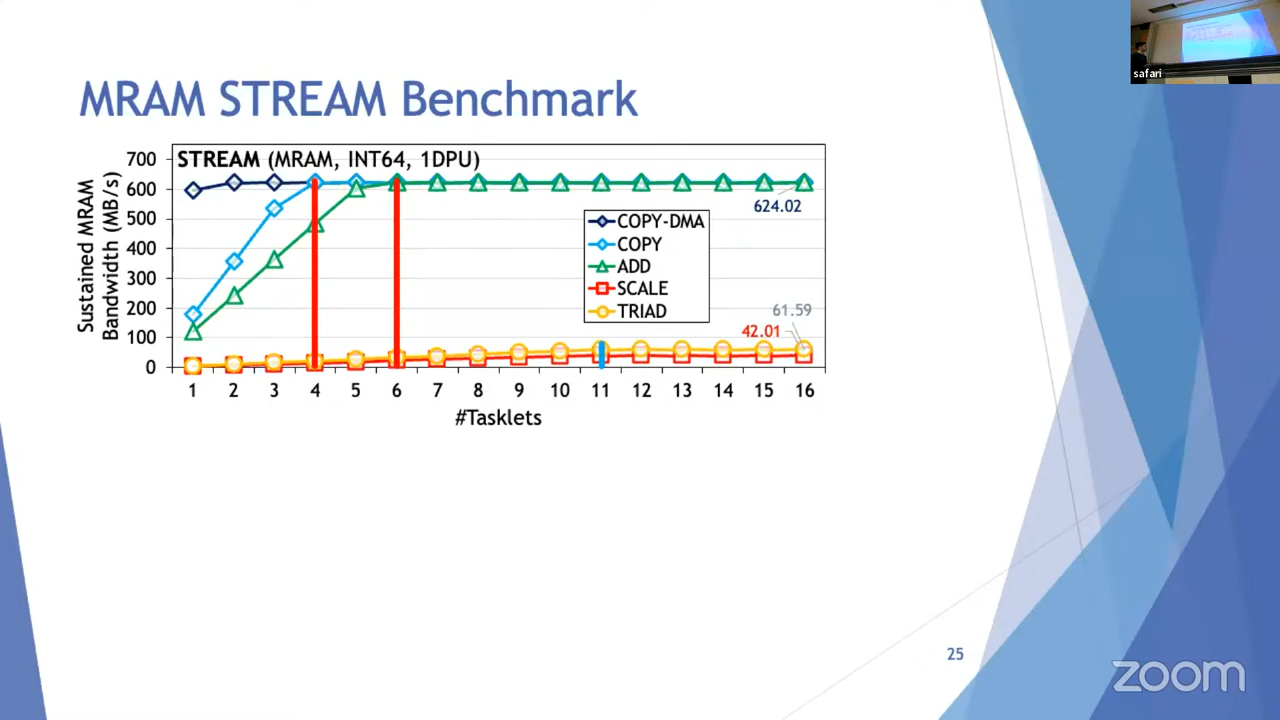 safari
MRAM STREAM Benchmark
STREAM (MRAM, INT64, 1DPU)
Sustained MRAM
Bandwidth (MB/s)
700
600
500
400
300
200
100
0
624.02
COPY-DMA
COPY
ADD
SCALE
TRIAD
61.59
42.01
1 2 3 4 5 6 7 8 9 10 11 12 13 14 15 16
#Tasklets
25
zoom